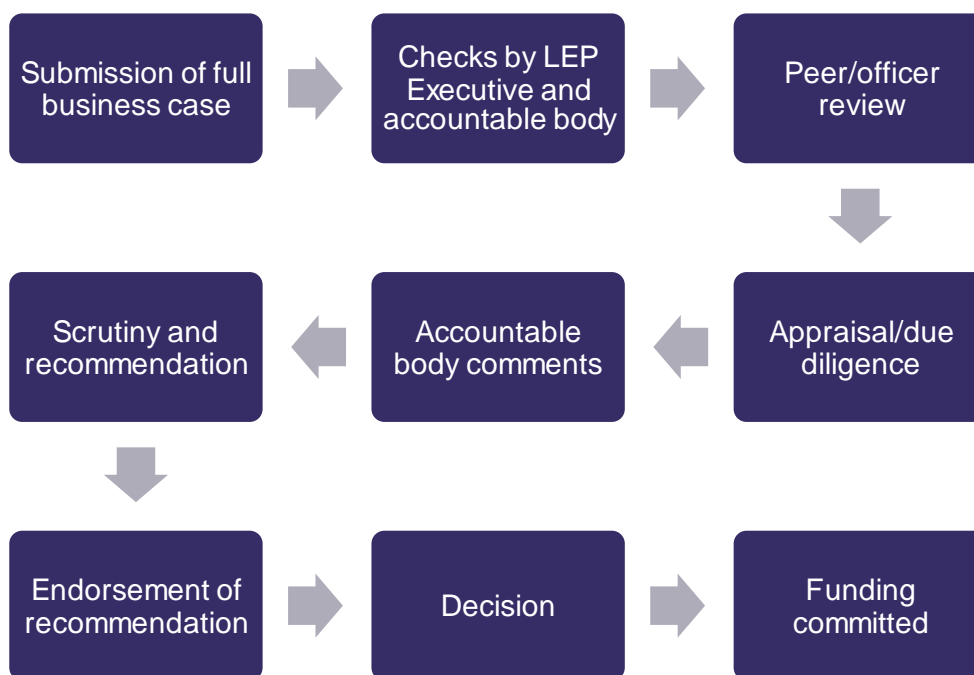 Submission of full
business case
Checks by LEP
Executive and
accountable body
Peer/officer
review
Appraisal/due
diligence
Accountable
body comments
Scrutiny and
recommendation
Endorsement of
recommendation
Decision
Funding
committed